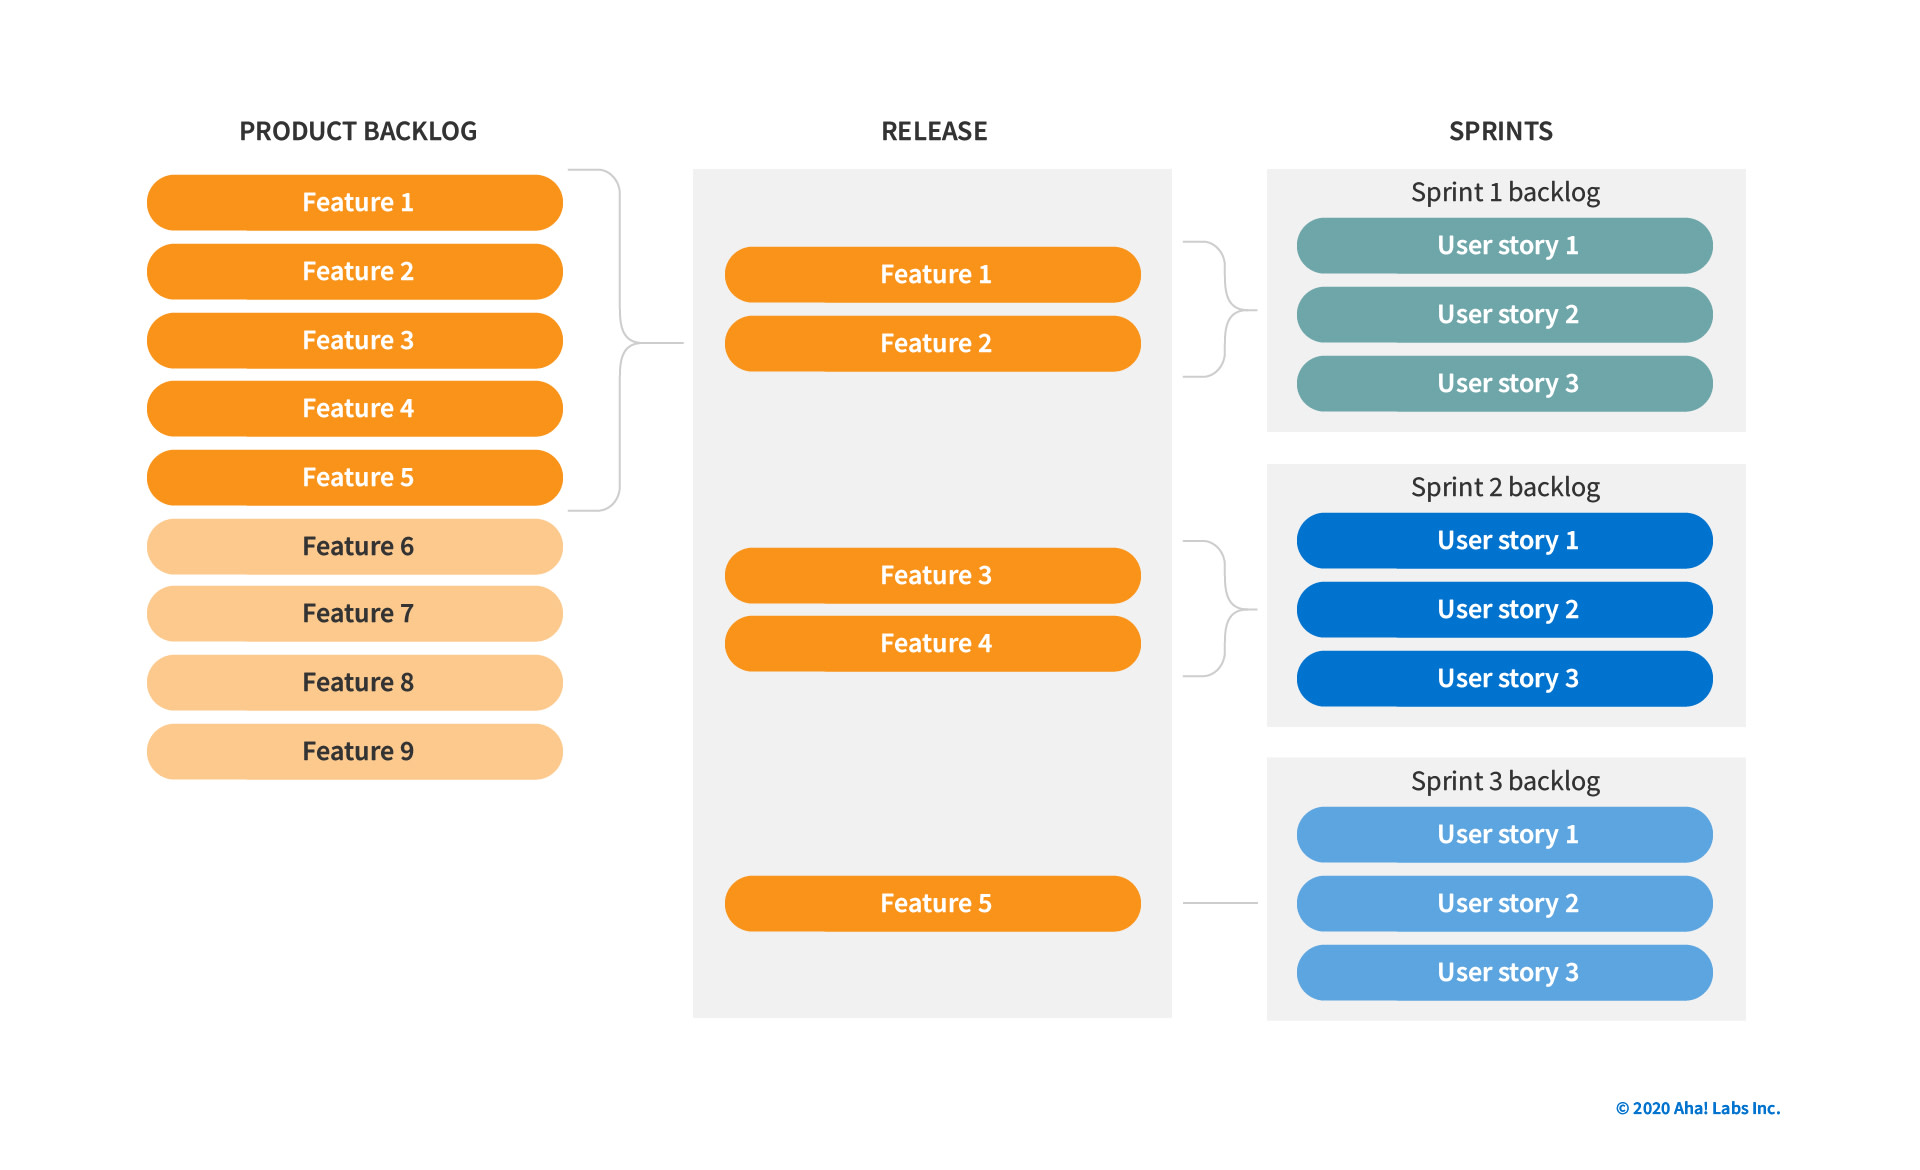 PRODUCT BACKLOG
Feature 1
Feature 2
Feature 3
Feature 4
Feature 5
Feature 6
Feature 7
Feature 8
Feature 9
RELEASE
Feature 1
Feature 2
Feature 3
Feature 4
Feature 5
SPRINTS
Sprint 1 backlog
User story 1
User story 2
User story 3
Sprint 2 backlog
User story 1
User story 2
User story 3
Sprint 3 backlog
User story 1
User story 2
User story 3
© 2020 Aha! Labs Inc.